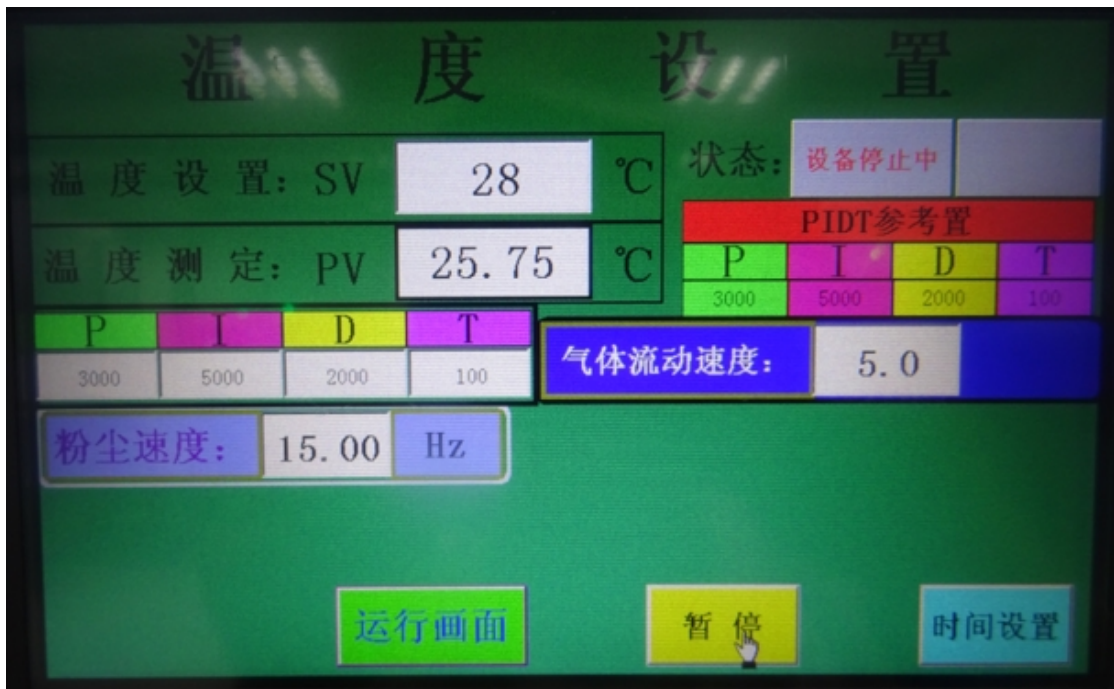 温度设置
温度设置：SV 28 ℃
状态：设备停止中
PIDT参考置
P I D T
3000 5000 2000 100
温度测定：PV 25.75 ℃
P I D T
3000 5000 2000 100
气体流动速度：5.0
粉尘速度：15.00 Hz
运行画面 暂停 时间设置